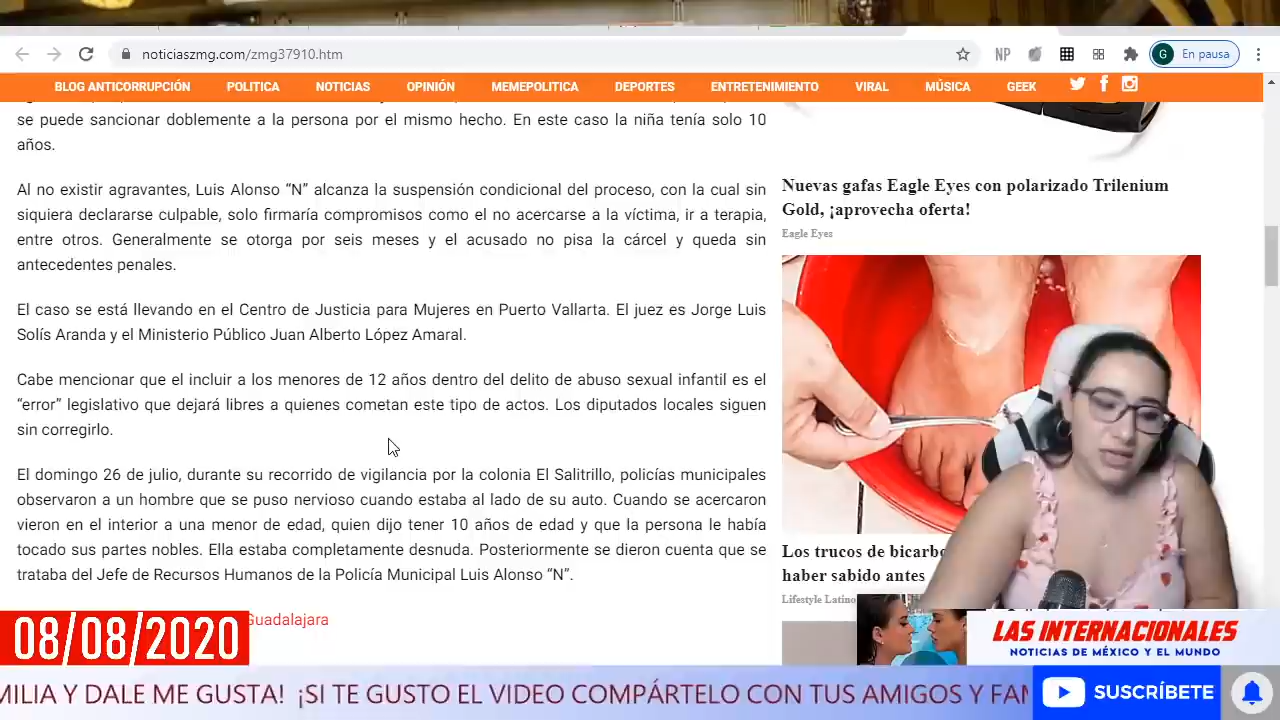 noticiaszmg.com/zmg37910.htm
NP
G En pausa
BLOG ANTICORRUPCIÓN POLITICA NOTICIAS OPINIÓN MEMEPOLITICA DEPORTES ENTRETENIMIENTO VIRAL MÚSICA GEEK
se puede sancionar doblemente a la persona por el mismo hecho. En este caso la niña tenía solo 10
años.
Al no existir agravantes, Luis Alonso “N” alcanza la suspensión condicional del proceso, con la cual sin
siquiera declararse culpable, solo firmaría compromisos como el no acercarse a la víctima, ir a terapia,
entre otros. Generalmente se otorga por seis meses y el acusado no pisa la cárcel y queda sin
antecedentes penales.
El caso se está llevando en el Centro de Justicia para Mujeres en Puerto Vallarta. El juez es Jorge Luis
Solís Aranda y el Ministerio Público Juan Alberto López Amaral.
Cabe mencionar que el incluir a los menores de 12 años dentro del delito de abuso sexual infantil es el
“error” legislativo que dejará libres a quienes cometan este tipo de actos. Los diputados locales siguen
sin corregirlo.
El domingo 26 de julio, durante su recorrido de vigilancia por la colonia El Salitrillo, policías municipales
observaron a un hombre que se puso nervioso cuando estaba al lado de su auto. Cuando se acercaron
vieron en el interior a una menor de edad, quien dijo tener 10 años de edad y que la persona le había
tocado sus partes nobles. Ella estaba completamente desnuda. Posteriormente se dieron cuenta que se
trataba del Jefe de Recursos Humanos de la Policía Municipal Luis Alonso “N”.
Guadalajara
Nuevas gafas Eagle Eyes con polarizado Trilenium
Gold, ¡aprovecha oferta!
Eagle Eyes
Los trucos de
haber sabido antes
Lifestyle Latino
08/08/2020
LAS INTERNACIONALES
NOTICIAS DE MÉXICO Y EL MUNDO
MILIA Y DALE ME GUSTA! ¡SI TE GUSTO EL VIDEO COMPÁRTELO CON TUS AMIGOS Y
SUSCRÍBETE